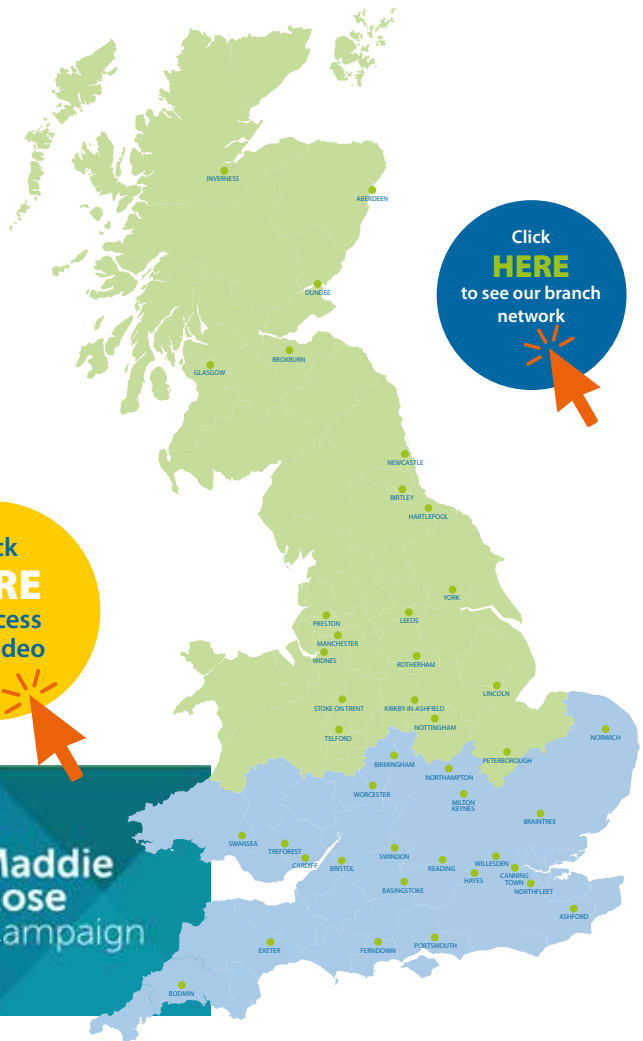 INVERNESS
ABERDEEN
Click
HERE
to see our branch
network
DUNDEE
BROXBURN
GLASGOW
NEWCASTLE
BIRTLEY
HARTLEPOOL
ck
RE
cess
deo
YORK
PRESTON
LEEDS
MANCHESTER
WIDNES
ROTHERHAM
LINCOLN
STOKE ON TRENT
KIRKBY-IN-ASHFIELD
NOTTINGHAM
NORWICH
TELFORD
PETERBOROUGH
BIRMINGHAM
NORTHAMPTON
WORCESTER
MILTON
KEYNES
BRAINTREE
SWANSEA
TREFOREST
CARDIFF
BRISTOL
SWINDON
READING
WILLESDEN
HAYES
CANNING
TOWN
NORTHFLEET
BASINGSTOKE
ASHFORD
EXETER
FERNDOWN
PORTSMOUTH
BODMIN
Maddie
ose
ampaign